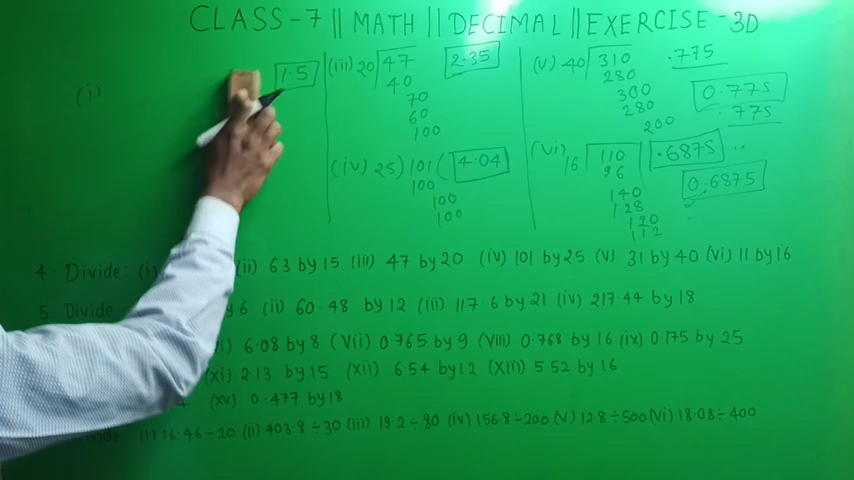 CLASS-7 || MATH || DECIMAL || EXERCISE-3D
(i)
1.5
(iii) 20 47 2.35
40
70
60
100
(iv) 25) 101 ( 4.04
100
100
100
(v) 40 310 .775
280
300 0.775
280 .775
200
(vi) 16 110 .6875
96 0.6875
140
128
120
112
4. Divide: (i) (ii) 63 by 15 (iii) 47 by 20 (iv) 101 by 25 (v) 31 by 40 (vi) 11 by 16
5. Divide y 6 (ii) 60.48 by 12 (iii) 117.6 by 21 (iv) 217.44 by 18
i) 6.08 by 8 (vii) 0.765 by 9 (viii) 0.768 by 16 (ix) 0.175 by 25
(xi) 2.13 by 15 (xii) 6.54 by 12 (xiii) 5.52 by 16
4 (xv) 0.477 by 18
ide: (i) 16.46÷20 (ii) 403.8÷30 (iii) 19.2÷80 (iv) 156.8÷200 (v) 12.8÷500 (vi) 18.08÷400